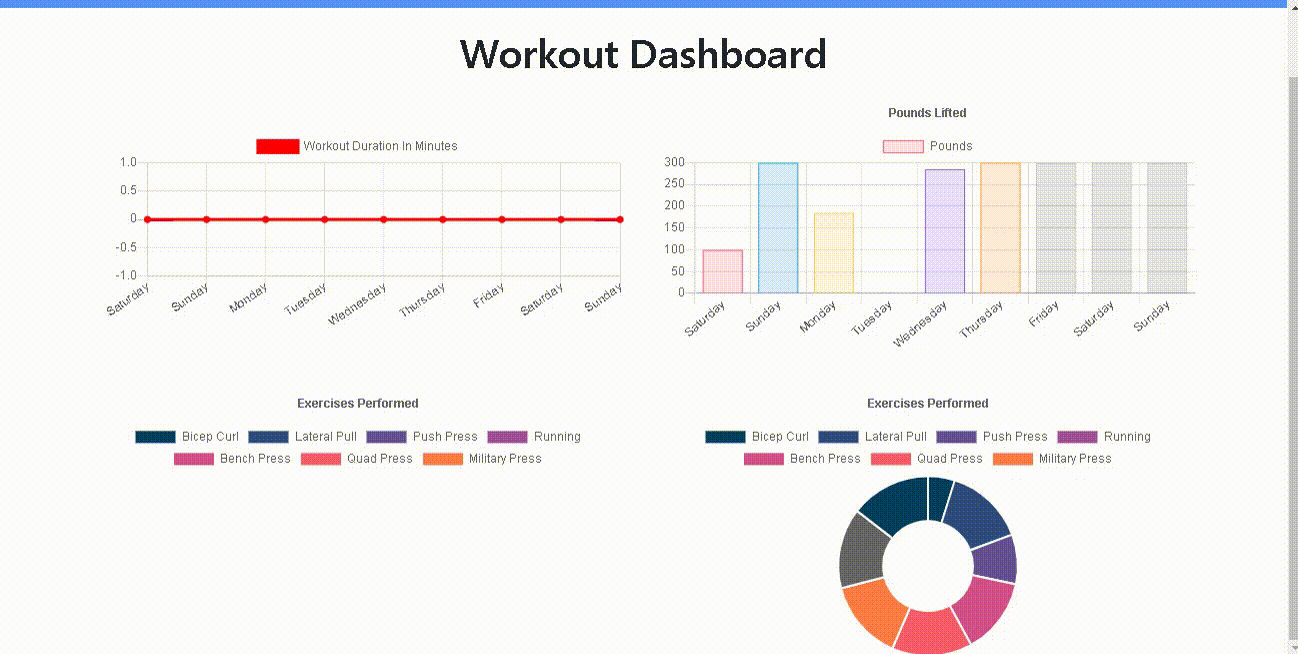 Workout Dashboard
Workout Duration In Minutes
1.0
0.5
0
-0.5
-1.0
Saturday Sunday Monday Tuesday Wednesday Thursday Friday Saturday Sunday
Pounds Lifted
Pounds
300
250
200
150
100
50
0
Saturday Sunday Monday Tuesday Wednesday Thursday Friday Saturday Sunday
Exercises Performed
Bicep Curl Lateral Pull Push Press Running
Bench Press Quad Press Military Press
Exercises Performed
Bicep Curl Lateral Pull Push Press Running
Bench Press Quad Press Military Press